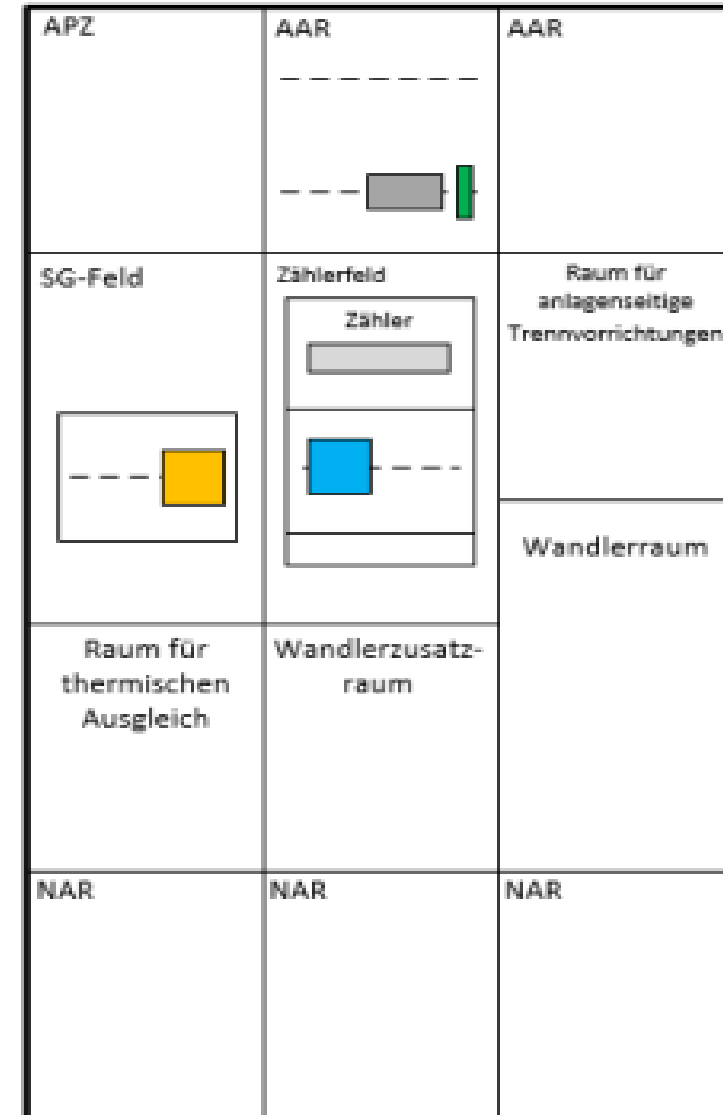 APZ
AAR
AAR
SG-Feld
Zählerfeld
Zähler
Raum für
anlagenseitige
Trennvorrichtungen
Wandlerraum
Raum für
thermischen
Ausgleich
Wandlerzusatz-
raum
NAR
NAR
NAR